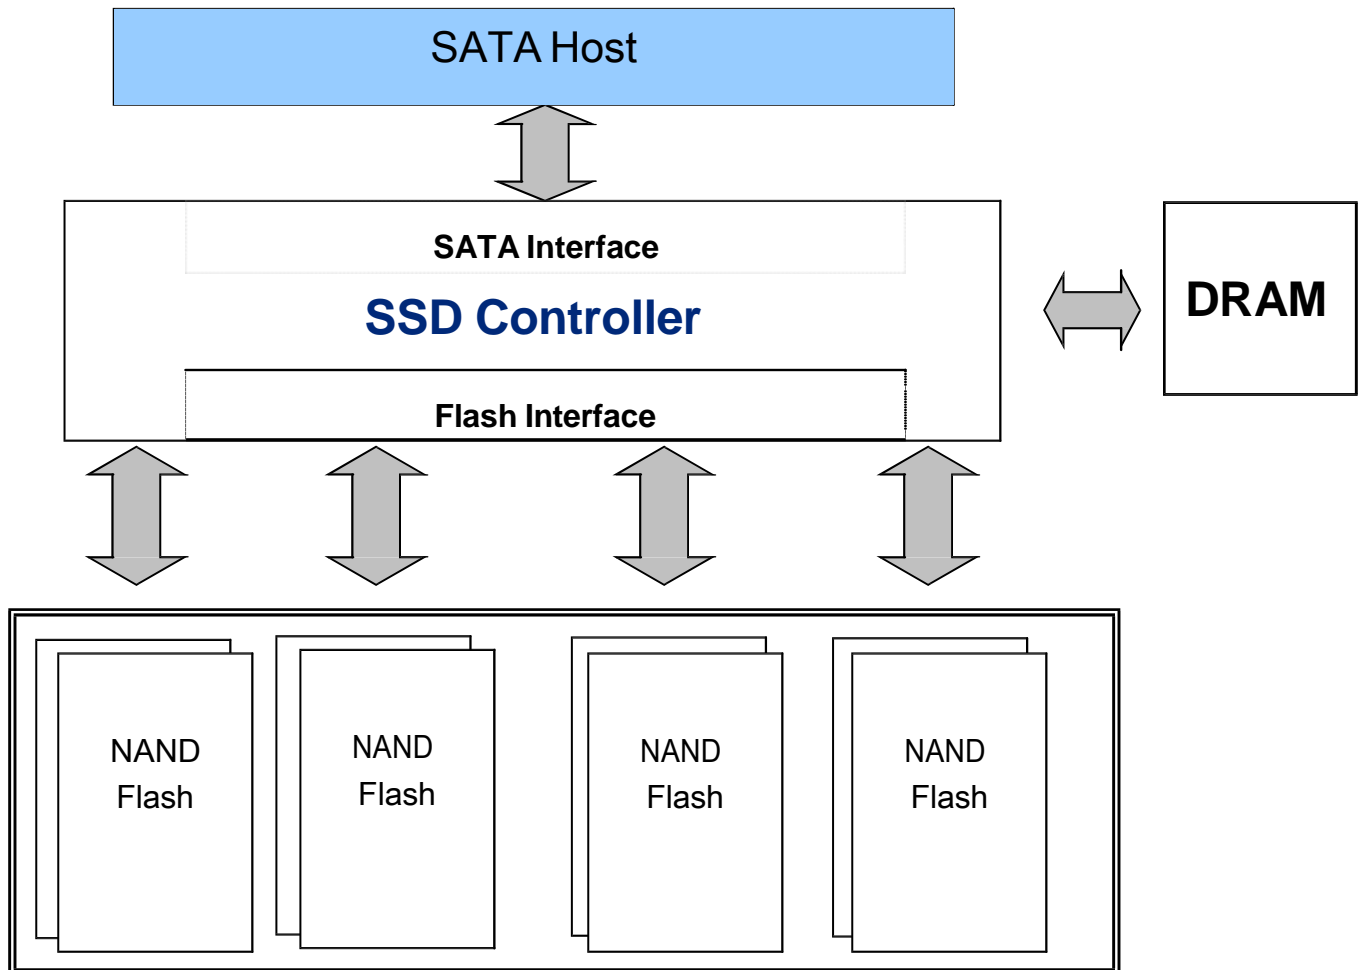 SATA Host
SATA Interface
SSD Controller
DRAM
Flash Interface
NAND
Flash
NAND
Flash
NAND
Flash
NAND
Flash